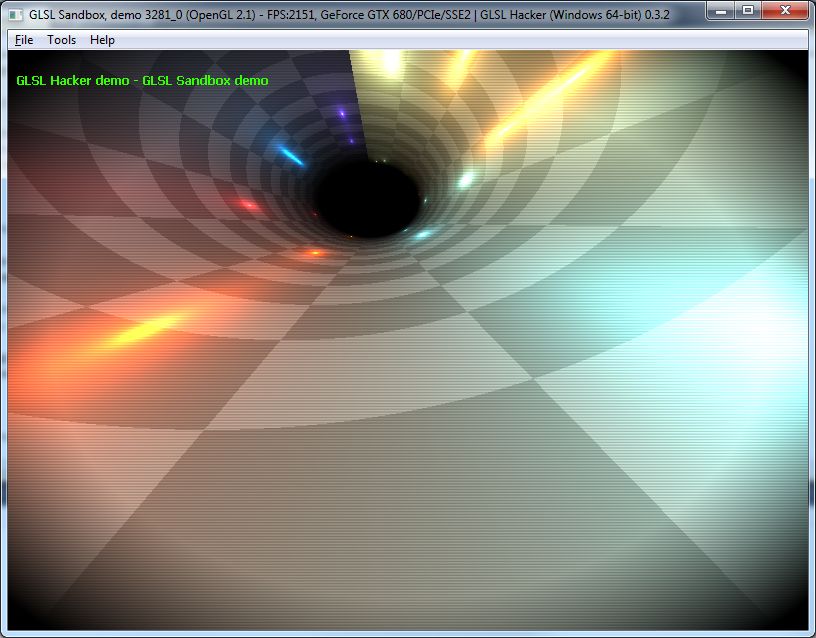 GLSL Sandbox, demo 3281_0 (OpenGL 2.1) - FPS:2151, GeForce GTX 680/PCIe/SSE2 | GLSL Hacker (Windows 64-bit) 0.3.2
File Tools Help
GLSL Hacker demo - GLSL Sandbox demo